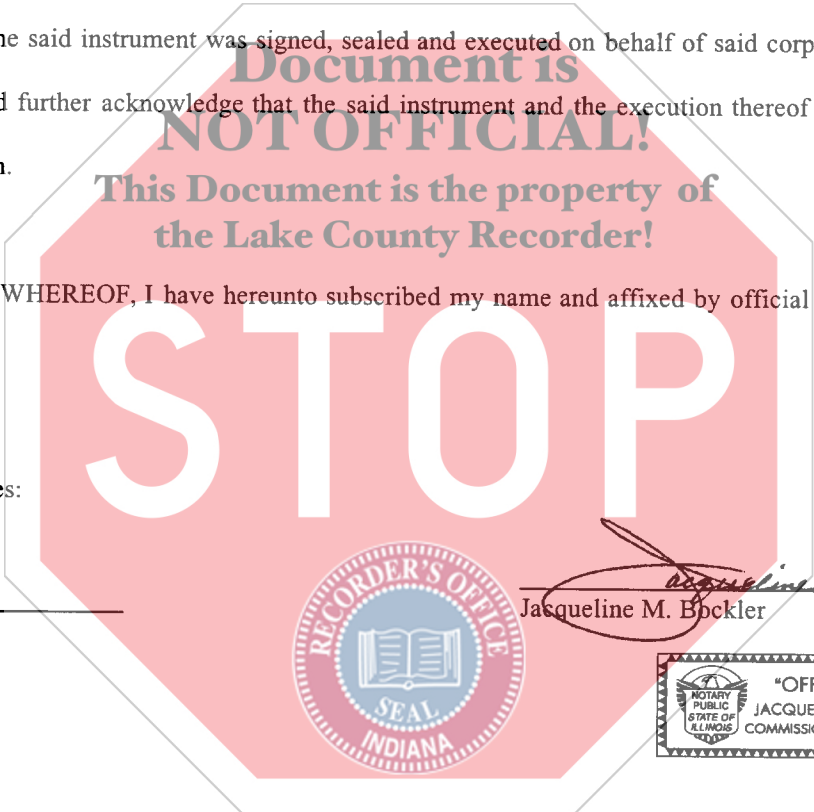 he said instrument was signed, sealed and executed on behalf of said corp
Document is
d further acknowledge that the said instrument and the execution thereof
NOT OFFICIAL!
n.
This Document is the property of
the Lake County Recorder!
WHEREOF, I have hereunto subscribed my name and affixed by official
STOP
es:
Jacqueline
Jacqueline M. Bockler
RECORDER'S OFFICE
SEAL
INDIANA
NOTARY
PUBLIC
STATE OF
ILLINOIS
"OFF
JACQUE
COMMISSIO